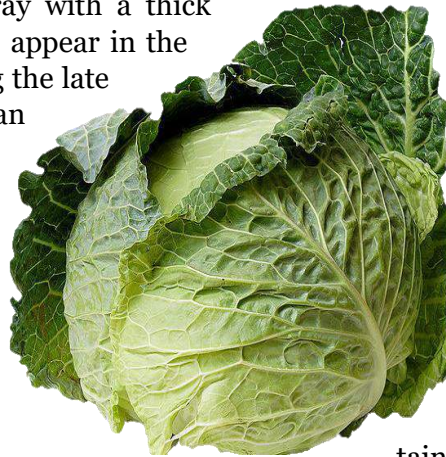 ray with a thick
appear in the
g the late
an
tain